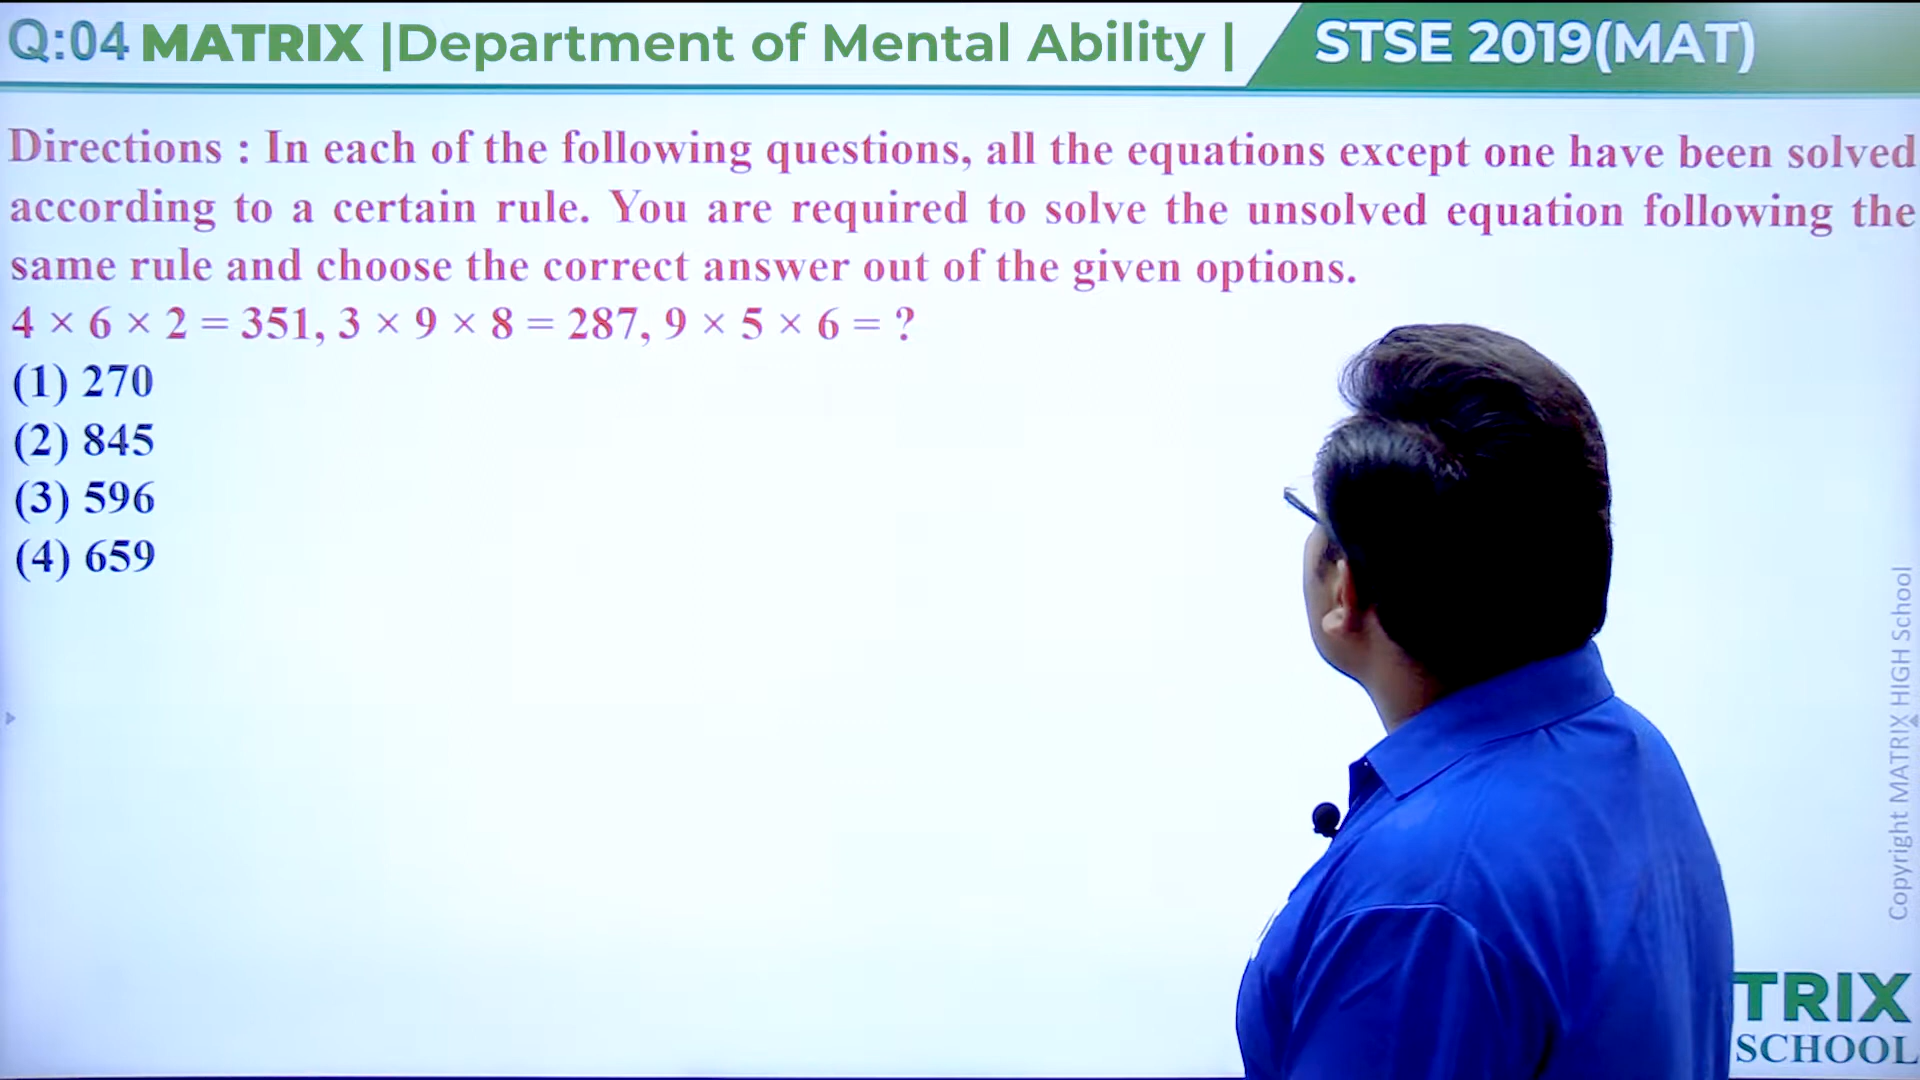 Q:04 MATRIX |Department of Mental Ability | STSE 2019(MAT)
Directions : In each of the following questions, all the equations except one have been solved
according to a certain rule. You are required to solve the unsolved equation following the
same rule and choose the correct answer out of the given options.
4 × 6 × 2 = 351, 3 × 9 × 8 = 287, 9 × 5 × 6 = ?
(1) 270
(2) 845
(3) 596
(4) 659
Copyright MATRIX HIGH School
TRIX
SCHOOL